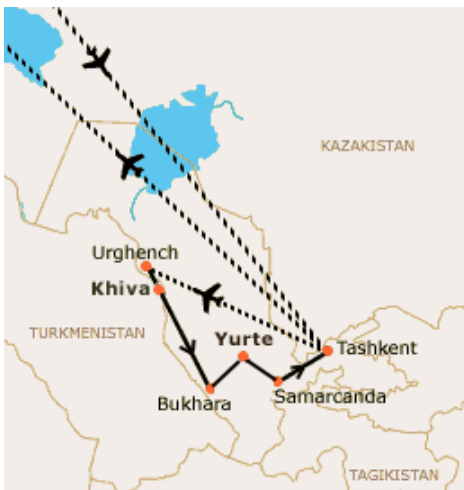 KAZAKISTAN
Urghench
Khiva
TURKMENISTAN
Yurte
Tashkent
Bukhara
Samarcanda
TAGIKISTAN